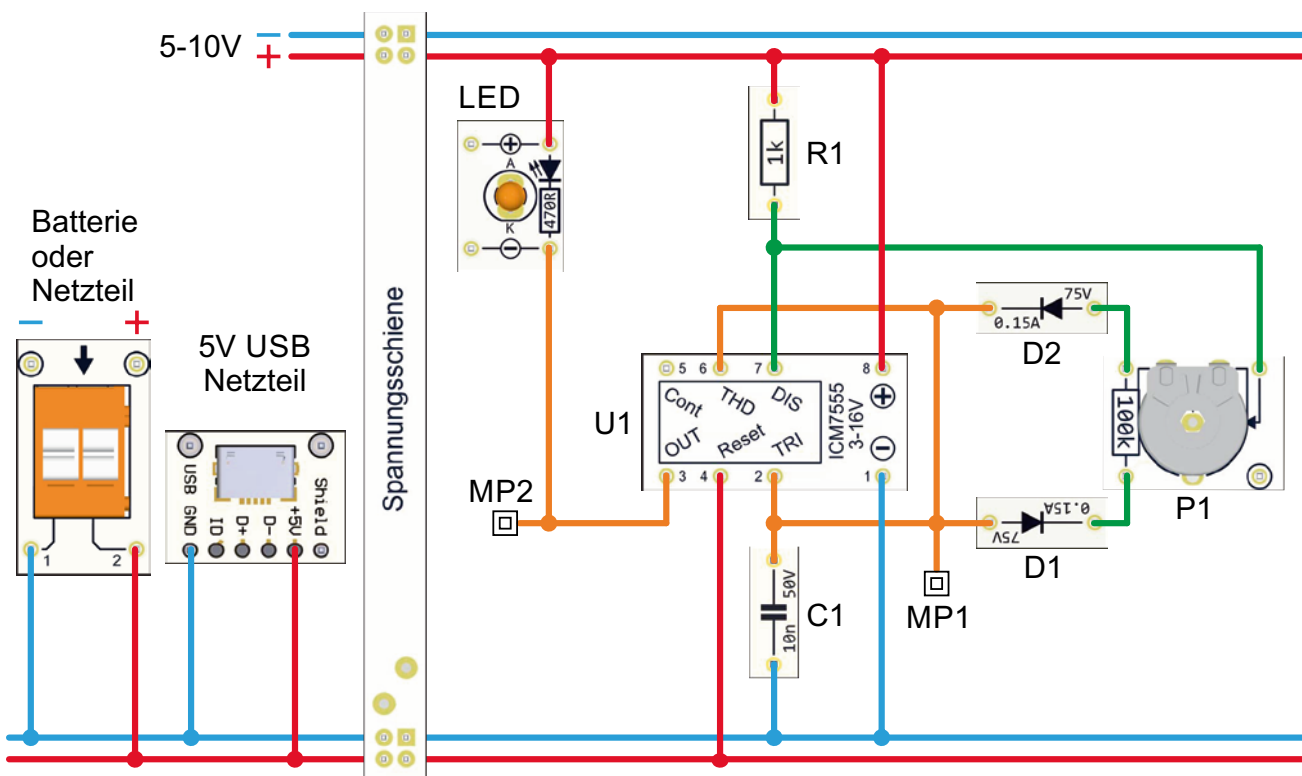 5-10V − +
LED
A
K
470R
Batterie
oder
Netzteil
− +
1 2
5V USB
Netzteil
USB Shield
GND ID D+ D- +5V
Spannungsschiene
MP2
1k
R1
U1
5 6 7 8
Cont THD DIS
OUT Reset TRI
ICM7555
3-16V
3 4 2 1
50V
10n
C1
MP1
75V
0.15A
D2
100k
P1
0.15A
75V
D1